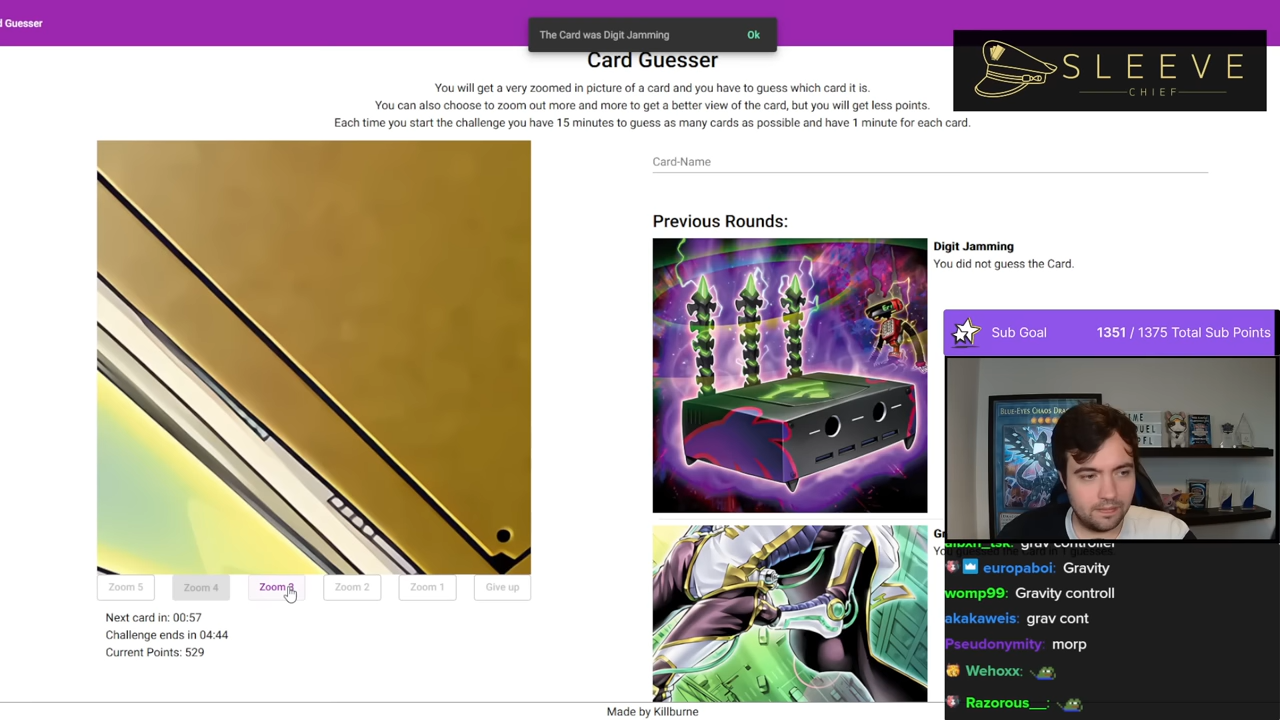 d Guesser
The Card was Digit Jamming
Ok
Card Guesser
You will get a very zoomed in picture of a card and you have to guess which card it is.
You can also choose to zoom out more and more to get a better view of the card, but you will get less points.
Each time you start the challenge you have 15 minutes to guess as many cards as possible and have 1 minute for each card.
SLEEVE
CHIEF
Card-Name
Previous Rounds:
Digit Jamming
You did not guess the Card.
Sub Goal
1351 / 1375 Total Sub Points
BLUE-EYES CHAOS
Zoom 5
Zoom 4
Zoom 3
Zoom 2
Zoom 1
Give up
Next card in: 00:57
Challenge ends in 04:44
Current Points: 529
grav controller
europaboi: Gravity
womp99: Gravity controll
akakaweis: grav cont
Pseudonymity: morp
Wehoxx:
Razorous__:
Made by Killburne